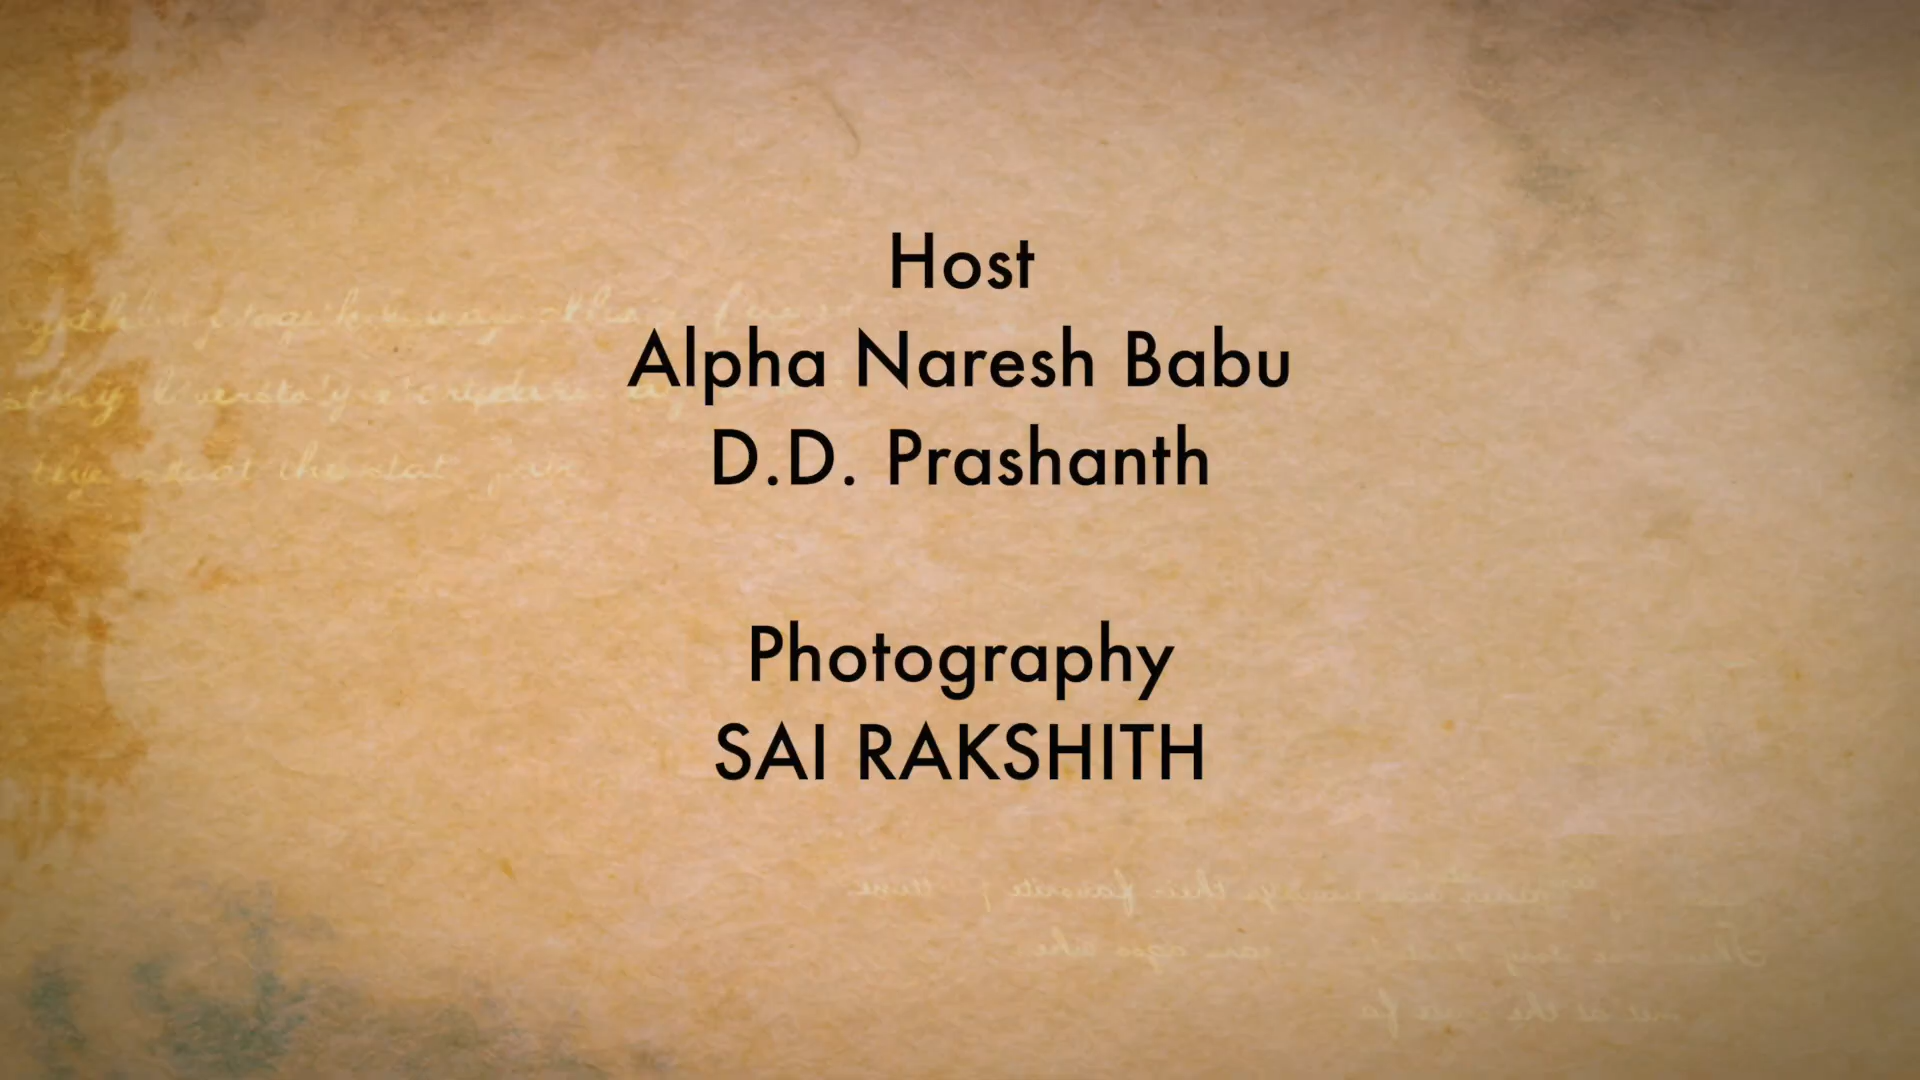 Host
Alpha Naresh Babu
D.D. Prashanth
Photography
SAI RAKSHITH